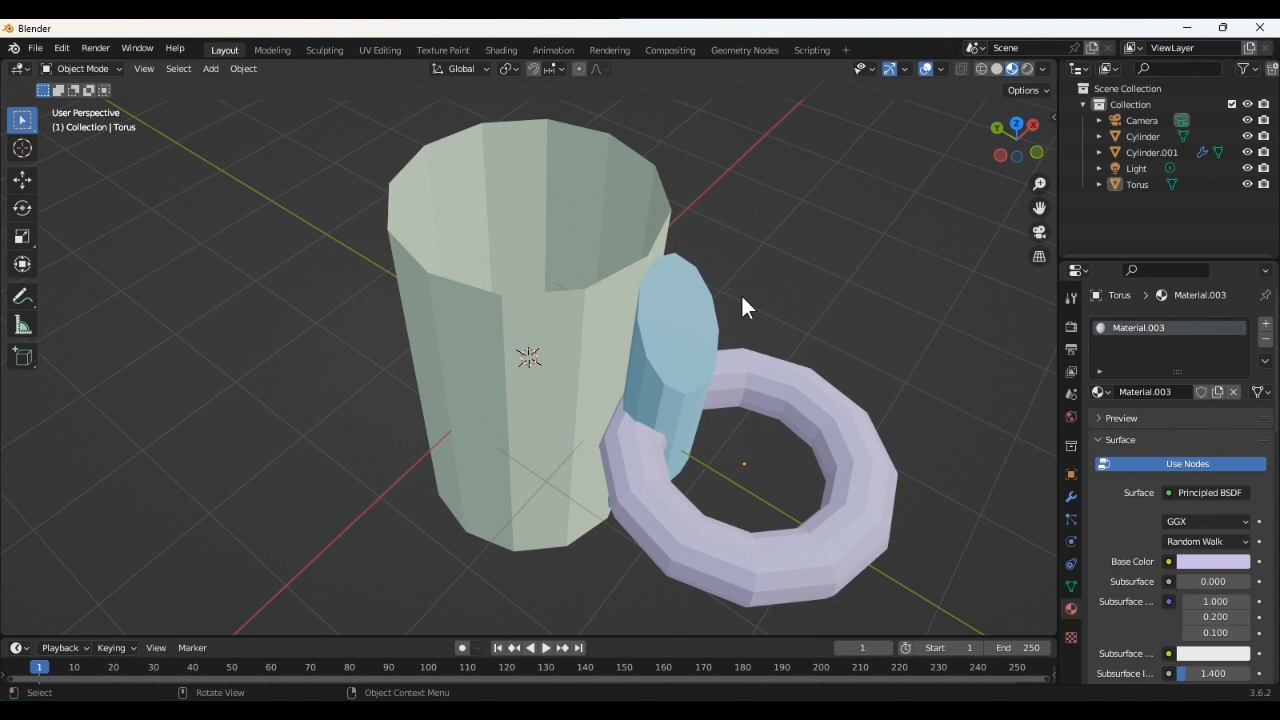 Blender
File Edit Render Window Help Layout Modeling Sculpting UV Editing Texture Paint Shading Animation Rendering Compositing Geometry Nodes Scripting + Scene ViewLayer
Object Mode View Select Add Object Global
Options
User Perspective
(1) Collection | Torus
Z X Y
Scene Collection
Collection
Camera
Cylinder
Cylinder.001
Light
Torus
Torus > Material.003
Material.003
Material.003
Preview
Surface
Use Nodes
Surface Principled BSDF
GGX
Random Walk
Base Color
Subsurface 0.000
Subsurface ... 1.000
0.200
0.100
Subsurface ...
Subsurface I... 1.400
Playback Keying View Marker 1 Start 1 End 250
1 10 20 30 40 50 60 70 80 90 100 110 120 130 140 150 160 170 180 190 200 210 220 230 240 250
Select Rotate View Object Context Menu 3.6.2